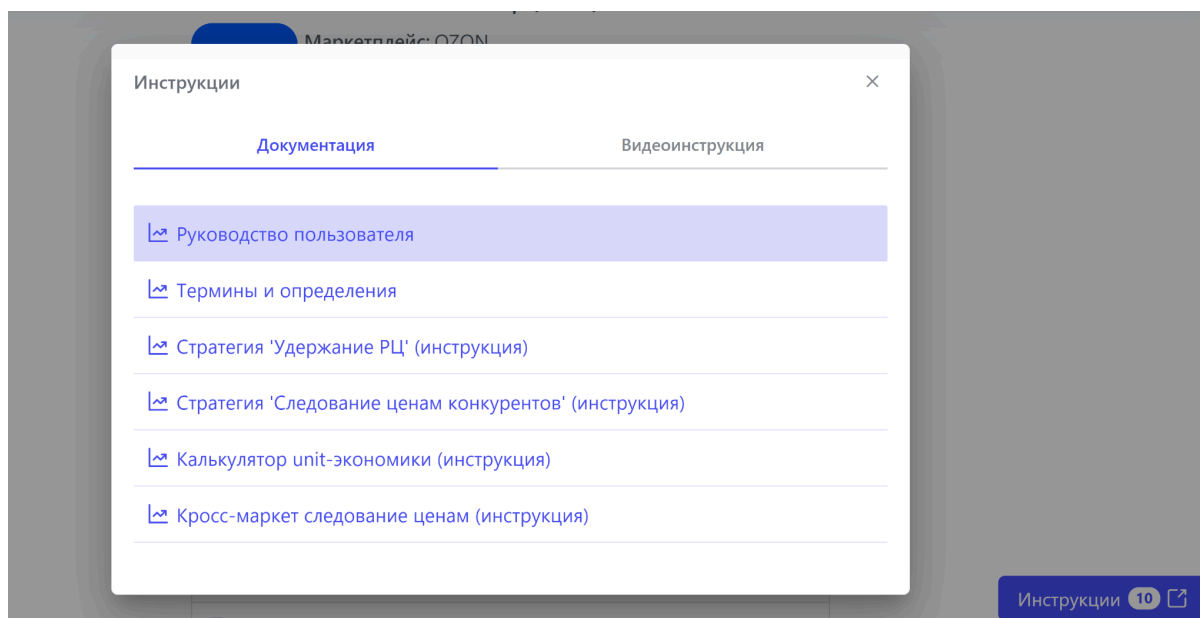 Маркетплейс: OZON
Инструкции
Документация
Видеоинструкция
Руководство пользователя
Термины и определения
Стратегия 'Удержание РЦ' (инструкция)
Стратегия 'Следование ценам конкурентов' (инструкция)
Калькулятор unit-экономики (инструкция)
Кросс-маркет следование ценам (инструкция)
Инструкции 10